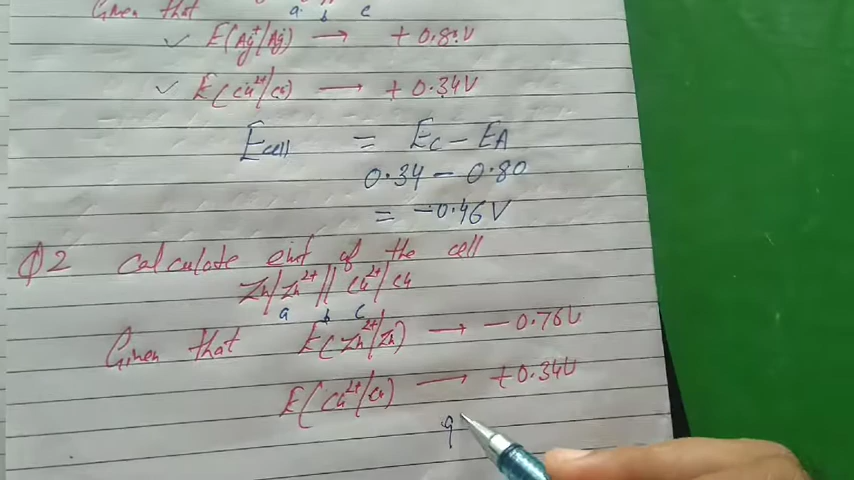 Given that a b c
E(Ag+/Ag) → + 0.8.V
E(Cu2+/Cu) → + 0.34V
Ecell = EC - EA
0.34 - 0.80
= -0.46V
Q2 Calculate emf of the cell
Zn/Zn2+ || Cu2+/Cu
a b c
Given that E(Zn2+/Zn) → -0.76V
E(Cu2+/Cu) → +0.34V